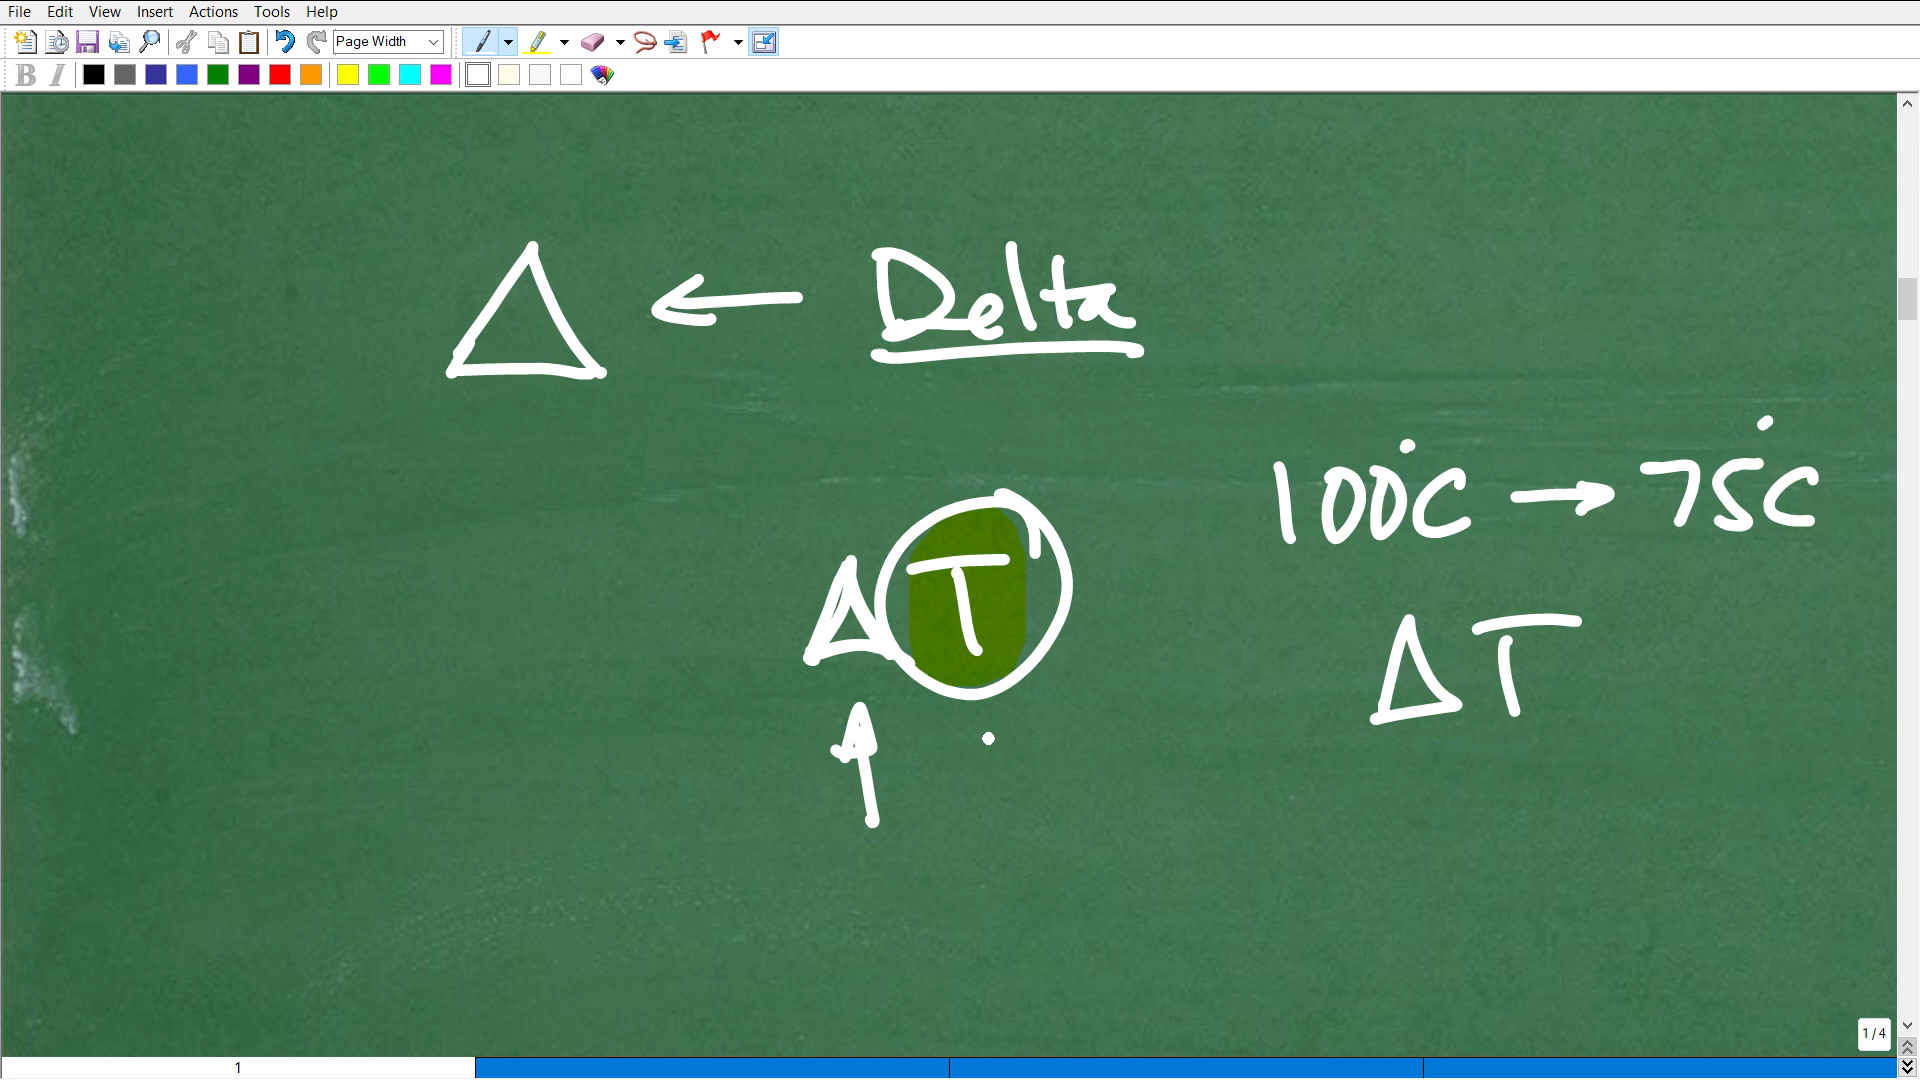 File Edit View Insert Actions Tools Help
Page Width
B I
Δ ← Delta
100°C → 75°C
ΔT
ΔT
1 / 4
1